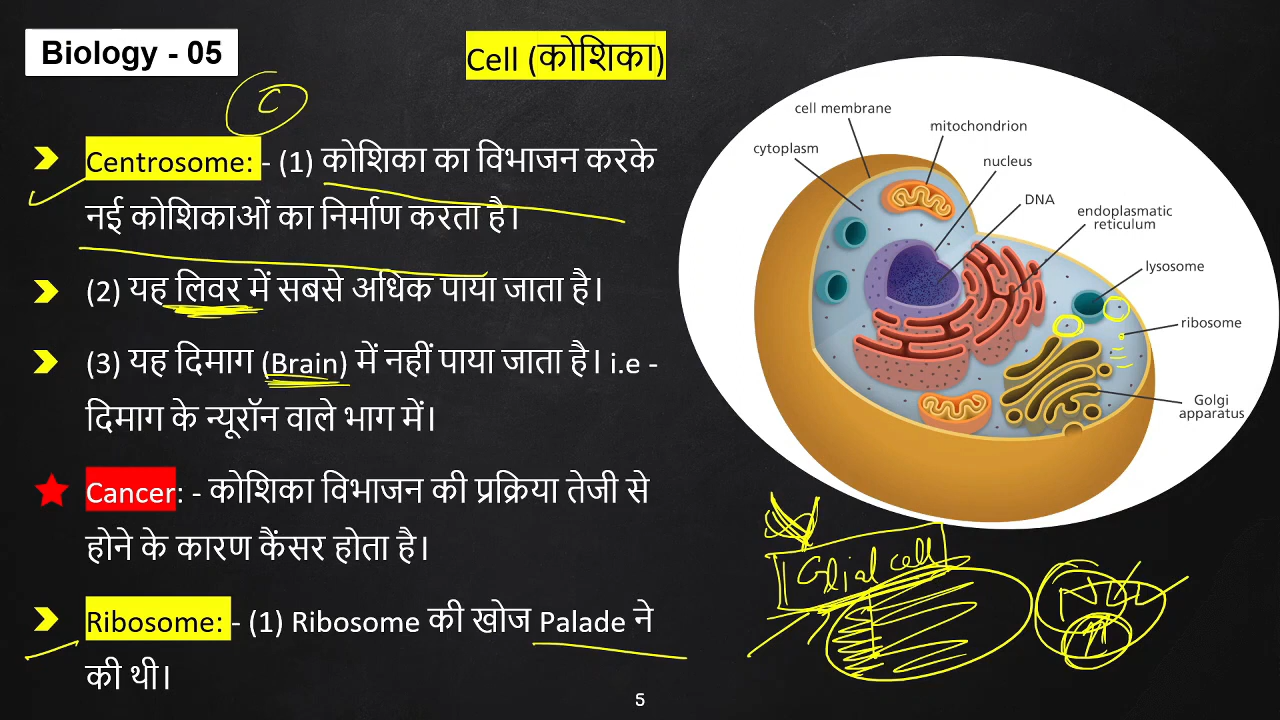 Biology - 05
Cell (कोशिका)
C
Centrosome: - (1) कोशिका का विभाजन करके
नई कोशिकाओं का निर्माण करता है।
(2) यह लिवर में सबसे अधिक पाया जाता है।
(3) यह दिमाग (Brain) में नहीं पाया जाता है। i.e -
दिमाग के न्यूरॉन वाले भाग में।
Cancer: - कोशिका विभाजन की प्रक्रिया तेजी से
होने के कारण कैंसर होता है।
Ribosome: - (1) Ribosome की खोज Palade ने
की थी।
cell membrane
mitochondrion
cytoplasm
nucleus
DNA
endoplasmatic
reticulum
lysosome
ribosome
Golgi
apparatus
Glial cell
5